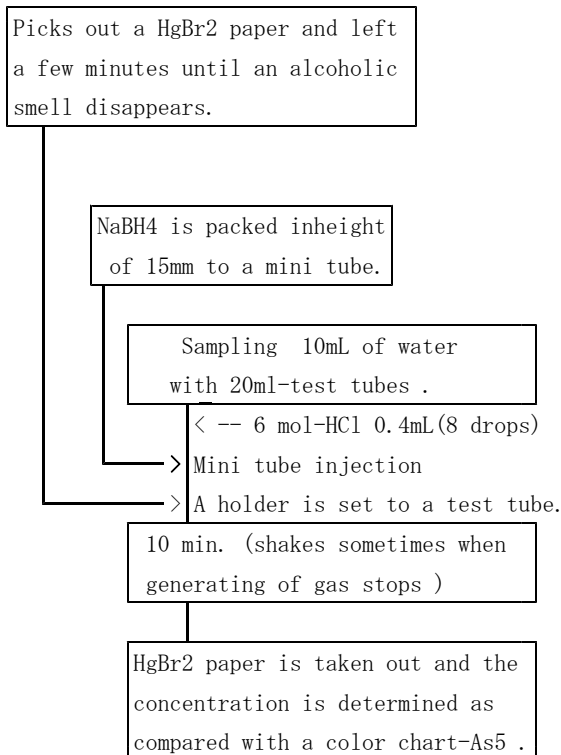 Picks out a HgBr2 paper and left
a few minutes until an alcoholic
smell disappears.
NaBH4 is packed inheight
of 15mm to a mini tube.
Sampling 10mL of water
with 20ml-test tubes .
< -- 6 mol-HCl 0.4mL(8 drops)
> Mini tube injection
> A holder is set to a test tube.
10 min. (shakes sometimes when
generating of gas stops )
HgBr2 paper is taken out and the
concentration is determined as
compared with a color chart-As5 .